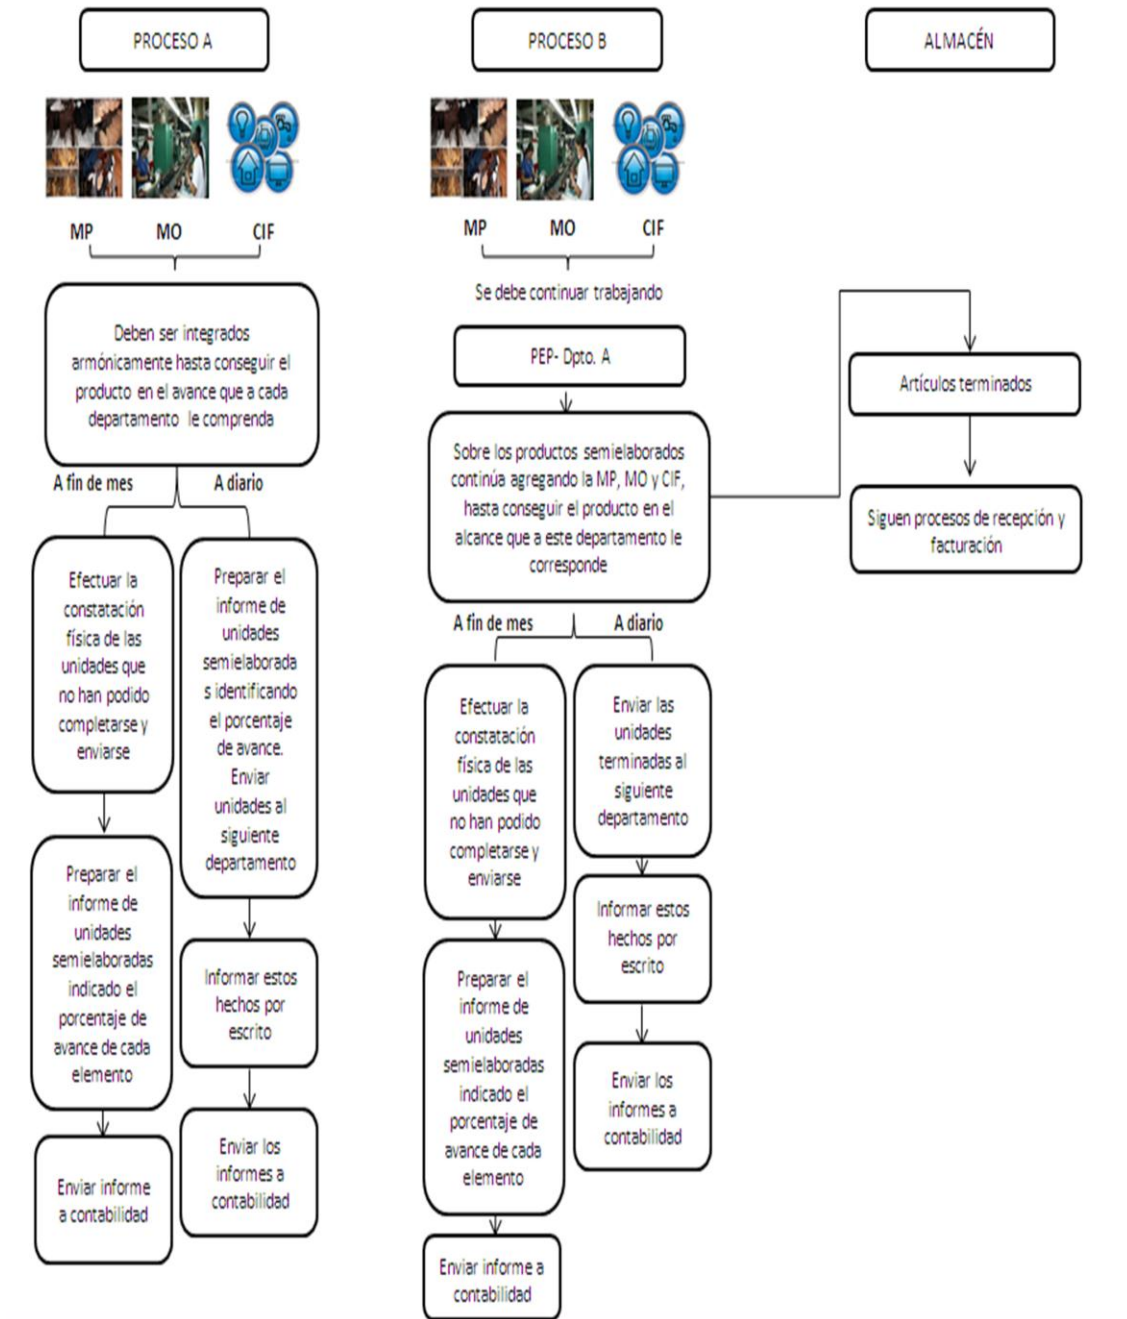 PROCESO A
MP
MO
CIF
Deben ser integrados
armónicamente hasta conseguir el
producto en el avance que a cada
departamento le comprenda
A fin de mes
A diario
Efectuar la
constatación
física de las
unidades que
no han podido
completarse y
enviarse
Preparar el
informe de
unidades
semielaboradas
indicado el
porcentaje de
avance de cada
elemento
Enviar informe
a contabilidad
Preparar el
informe de
unidades
semielaborada
s identificando
el porcentaje
de avance.
Enviar
unidades al
siguiente
departamento
Informar estos
hechos por
escrito
Enviar los
informes a
contabilidad
PROCESO B
MP
MO
CIF
Se debe continuar trabajando
PEP- Dpto. A
Sobre los productos semielaborados
continúa agregando la MP, MO y CIF,
hasta conseguir el producto en el
alcance que a este departamento le
corresponde
A fin de mes
A diario
Efectuar la
constatación
física de las
unidades que
no han podido
completarse y
enviarse
Preparar el
informe de
unidades
semielaboradas
indicado el
porcentaje de
avance de cada
elemento
Enviar informe a
contabilidad
Enviar las
unidades
terminadas al
siguiente
departamento
Informar estos
hechos por
escrito
Enviar los
informes a
contabilidad
ALMACÉN
Artículos terminados
Siguen procesos de recepción y
facturación